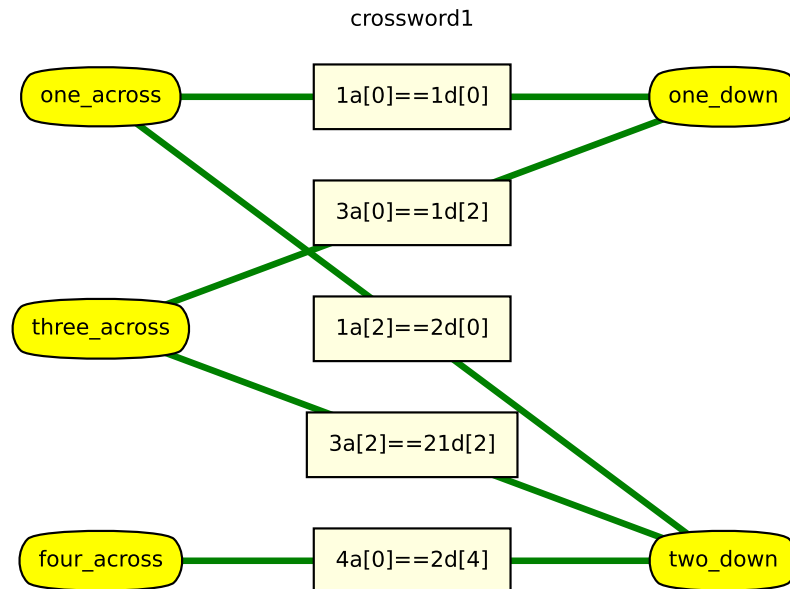 crossword1
one_across
1a[0]==1d[0]
one_down
3a[0]==1d[2]
three_across
1a[2]==2d[0]
3a[2]==21d[2]
four_across
4a[0]==2d[4]
two_down